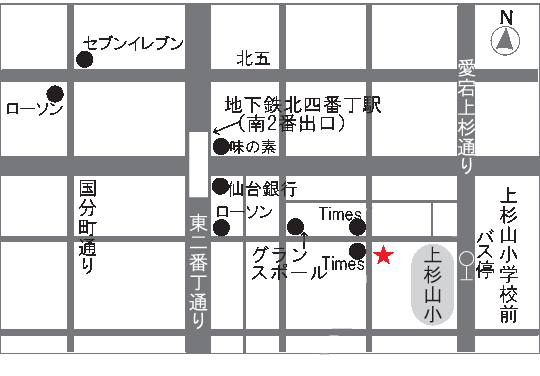 N
セブンイレブン
北五
ローソン
地下鉄北四番丁駅
（南2番出口）
味の素
愛宕上杉通り
仙台銀行
ローソン
Times
国分町通り
東二番丁通り
グラン
スポール
Times
上杉山小
バス停
上杉山小学校前